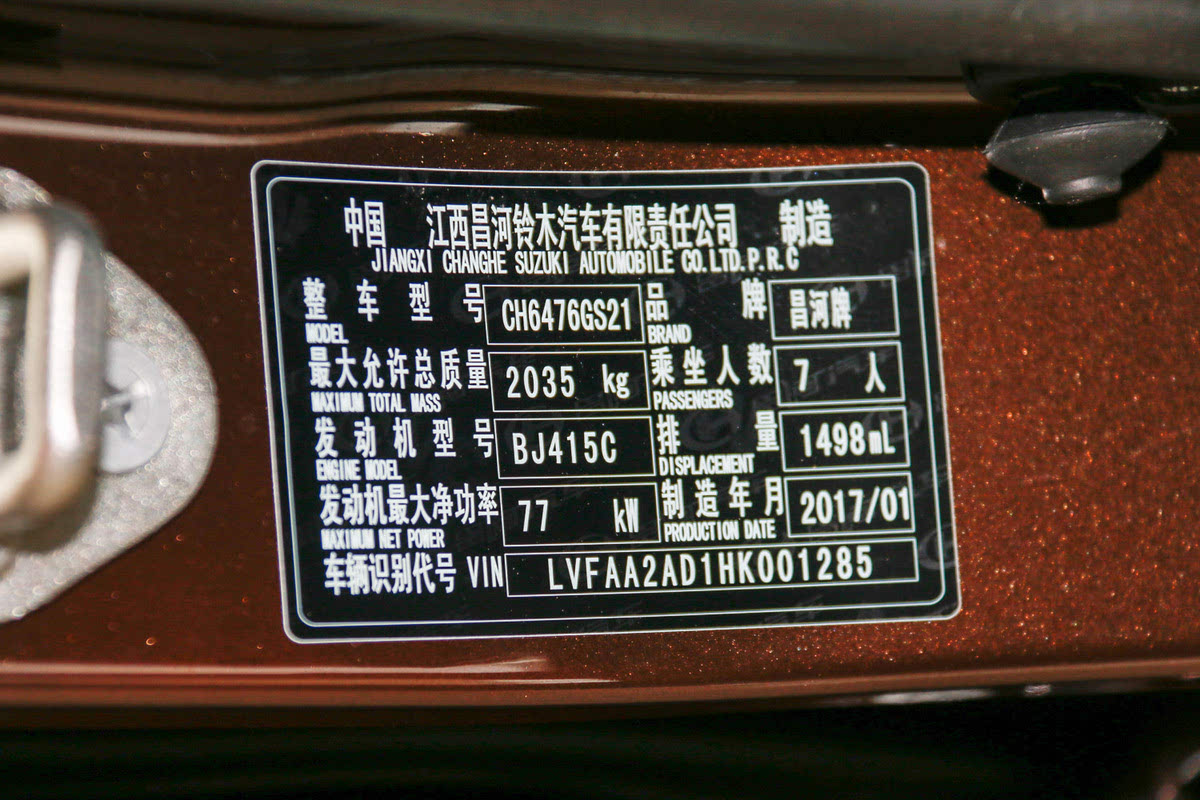 中国 江西昌河铃木汽车有限责任公司 制造
JIANGXI CHANGHE SUZUKI AUTOMOBILE CO.LTD.P.R.C
整车型号 CH6476GS21 品牌 昌河牌
MODEL BRAND
最大允许总质量 2035 kg 乘坐人数 7 人
MAXIMUM TOTAL MASS PASSENGERS
发动机型号 BJ415C 排量 1498mL
ENGINE MODEL DISPLACEMENT
发动机最大净功率 77 kW 制造年月 2017/01
MAXIMUM NET POWER PRODUCTION DATE
车辆识别代号 VIN LVFAA2AD1HK001285